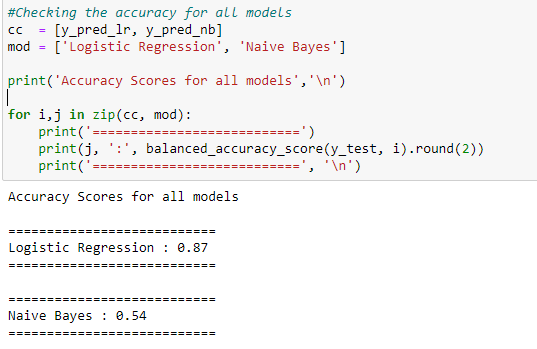 #Checking the accuracy for all models
cc  = [y_pred_lr, y_pred_nb]
mod = ['Logistic Regression', 'Naive Bayes']
print('Accuracy Scores for all models','\n')
for i,j in zip(cc, mod):
    print('===========================')
    print(j, ':', balanced_accuracy_score(y_test, i).round(2))
    print('===========================', '\n')
Accuracy Scores for all models
===========================
Logistic Regression : 0.87
===========================
===========================
Naive Bayes : 0.54
===========================